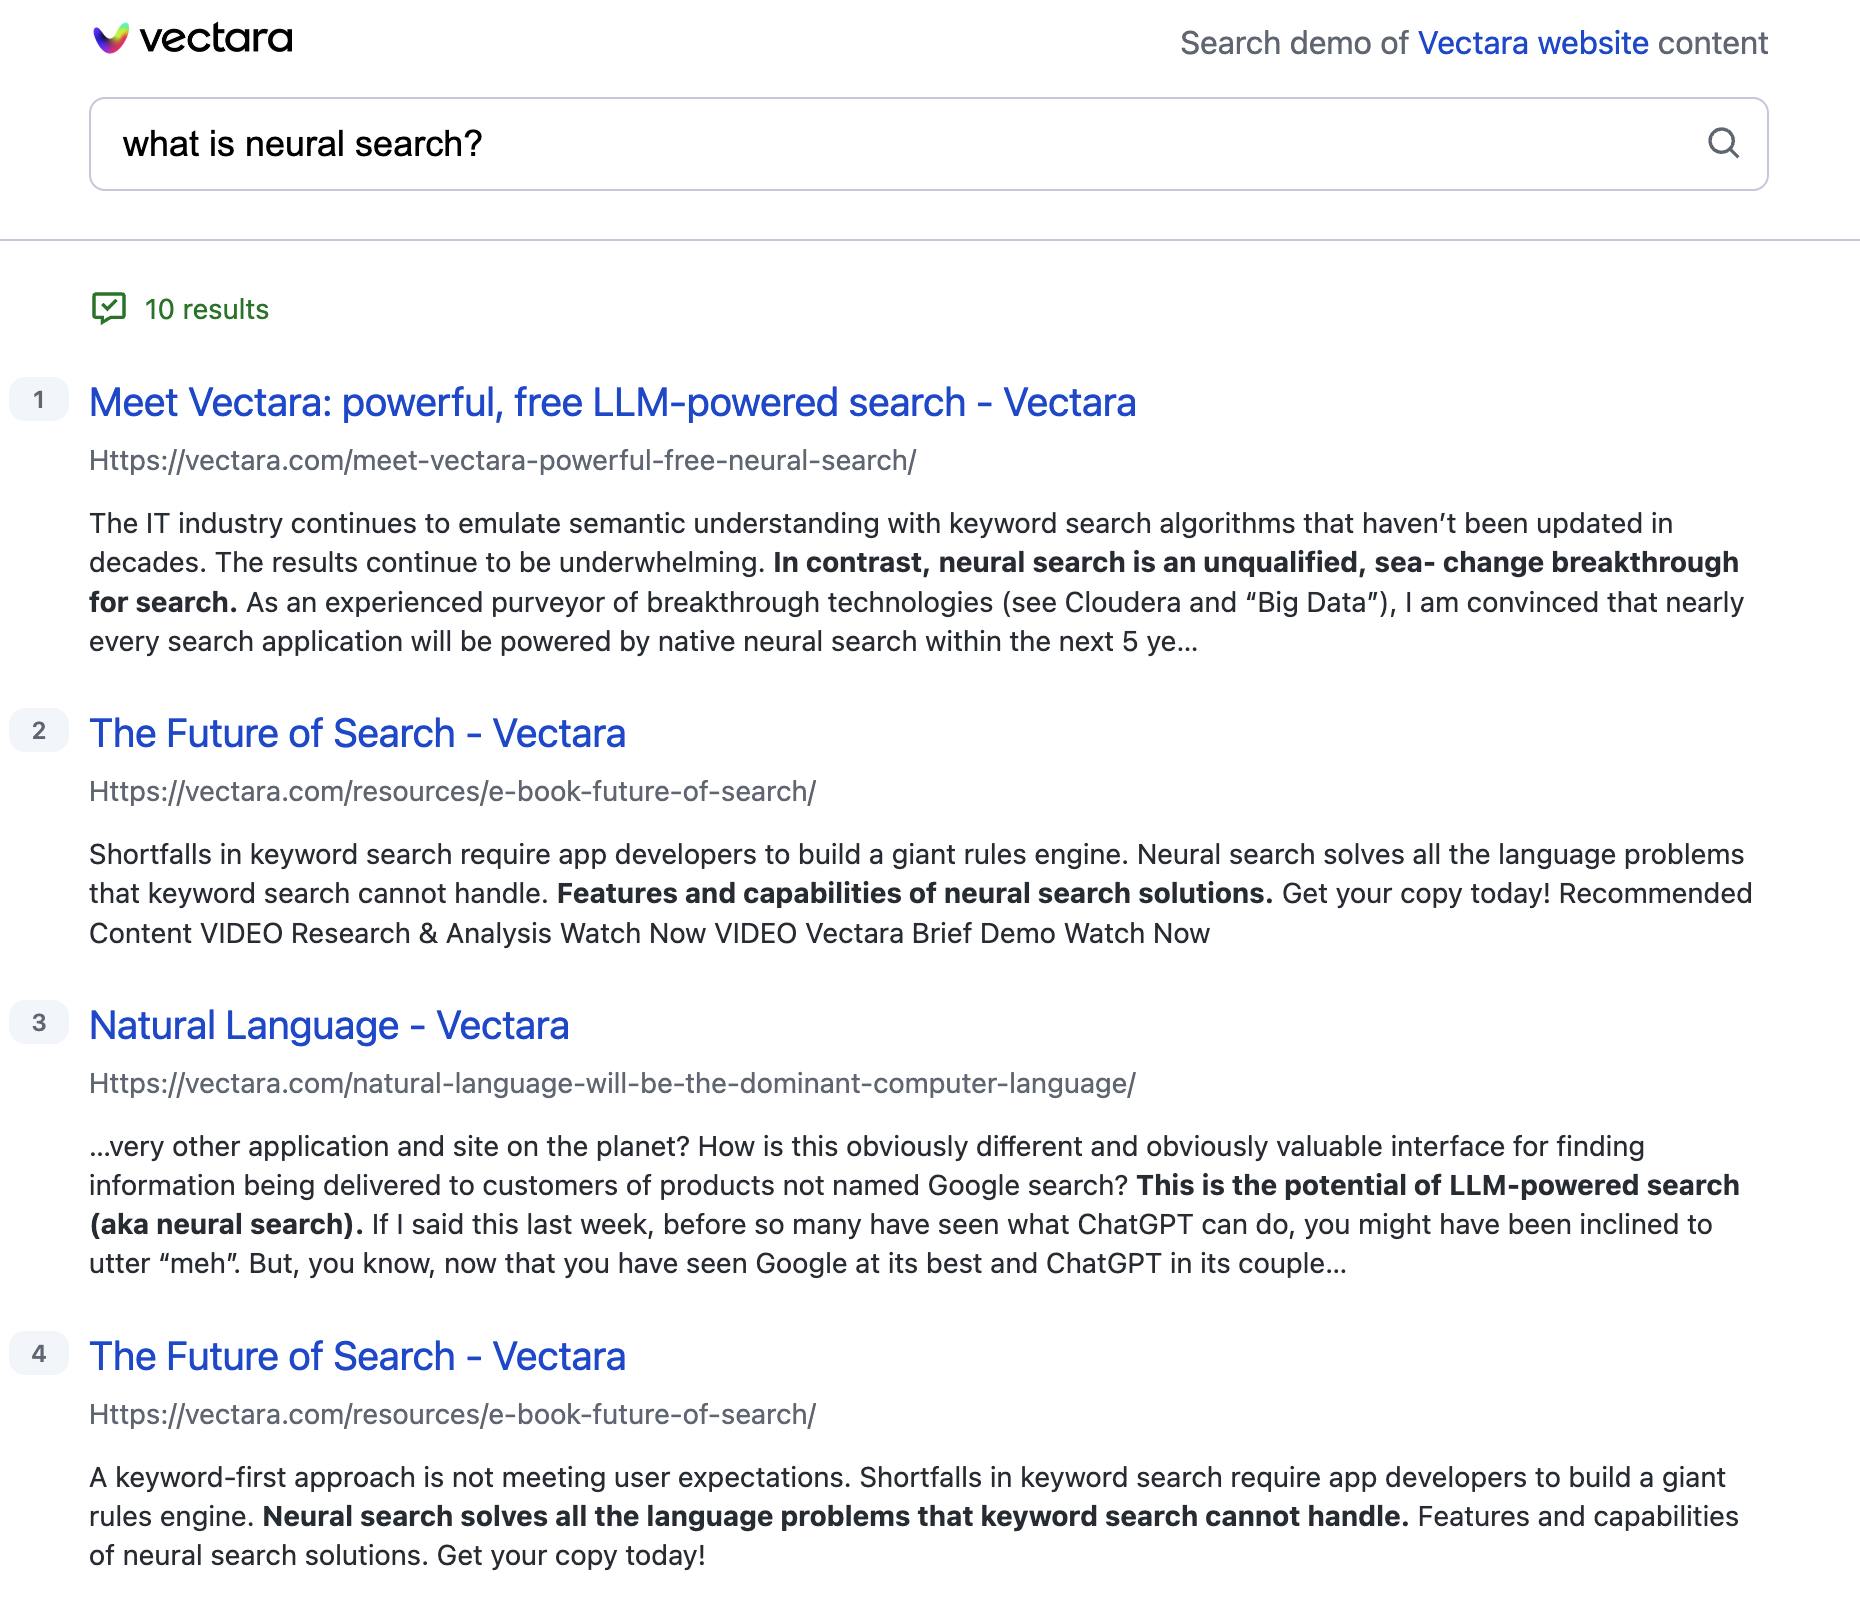 vectara
Search demo of Vectara website content
what is neural search?
10 results
1
Meet Vectara: powerful, free LLM-powered search - Vectara
Https://vectara.com/meet-vectara-powerful-free-neural-search/
The IT industry continues to emulate semantic understanding with keyword search algorithms that haven’t been updated in
decades. The results continue to be underwhelming. In contrast, neural search is an unqualified, sea- change breakthrough
for search. As an experienced purveyor of breakthrough technologies (see Cloudera and “Big Data”), I am convinced that nearly
every search application will be powered by native neural search within the next 5 ye...
2
The Future of Search - Vectara
Https://vectara.com/resources/e-book-future-of-search/
Shortfalls in keyword search require app developers to build a giant rules engine. Neural search solves all the language problems
that keyword search cannot handle. Features and capabilities of neural search solutions. Get your copy today! Recommended
Content VIDEO Research & Analysis Watch Now VIDEO Vectara Brief Demo Watch Now
3
Natural Language - Vectara
Https://vectara.com/natural-language-will-be-the-dominant-computer-language/
...very other application and site on the planet? How is this obviously different and obviously valuable interface for finding
information being delivered to customers of products not named Google search? This is the potential of LLM-powered search
(aka neural search). If I said this last week, before so many have seen what ChatGPT can do, you might have been inclined to
utter “meh”. But, you know, now that you have seen Google at its best and ChatGPT in its couple...
4
The Future of Search - Vectara
Https://vectara.com/resources/e-book-future-of-search/
A keyword-first approach is not meeting user expectations. Shortfalls in keyword search require app developers to build a giant
rules engine. Neural search solves all the language problems that keyword search cannot handle. Features and capabilities
of neural search solutions. Get your copy today!